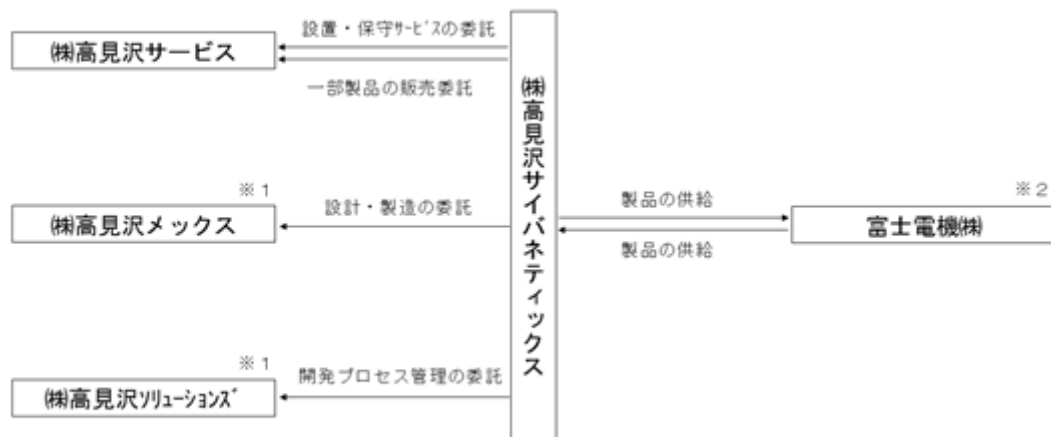 設置・保守ｻｰﾋﾞｽの委託
㈱高見沢サービス
一部製品の販売委託
㈱高見沢サイバネティックス
※１
㈱高見沢メックス
設計・製造の委託
製品の供給
※２
富士電機㈱
製品の供給
※１
㈱高見沢ｿﾘｭｰｼｮﾝｽﾞ
開発プロセス管理の委託